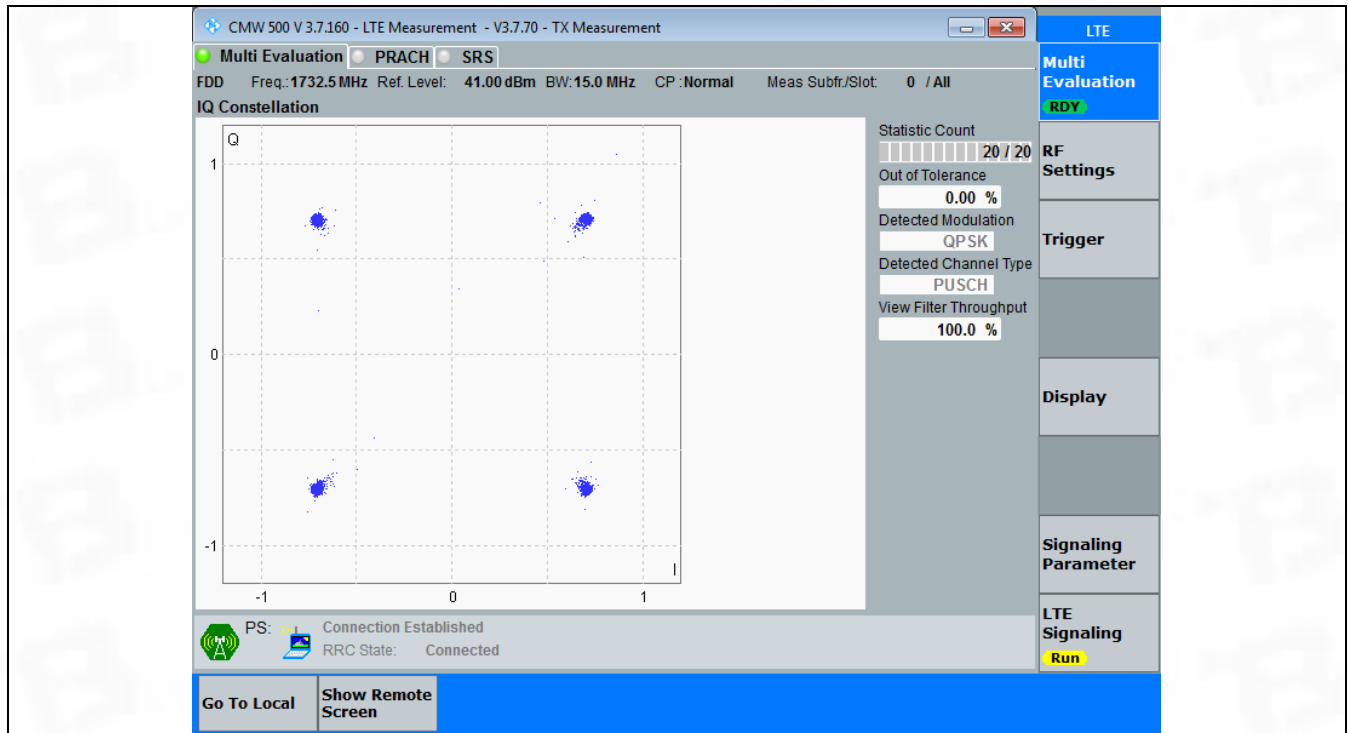 CMW 500 V 3.7.160 - LTE Measurement - V3.7.70 - TX Measurement
LTE
Multi Evaluation PRACH SRS
FDD Freq.:1732.5 MHz Ref. Level: 41.00 dBm BW:15.0 MHz CP :Normal Meas Subfr./Slot: 0 / All
IQ Constellation
Q
1
0
-1
-1 0 1
I
Statistic Count
20 / 20
Out of Tolerance
0.00 %
Detected Modulation
QPSK
Detected Channel Type
PUSCH
View Filter Throughput
100.0 %
Multi
Evaluation
RDY
RF
Settings
Trigger
Display
Signaling
Parameter
LTE
Signaling
Run
PS: Connection Established
RRC State: Connected
Go To Local
Show Remote
Screen